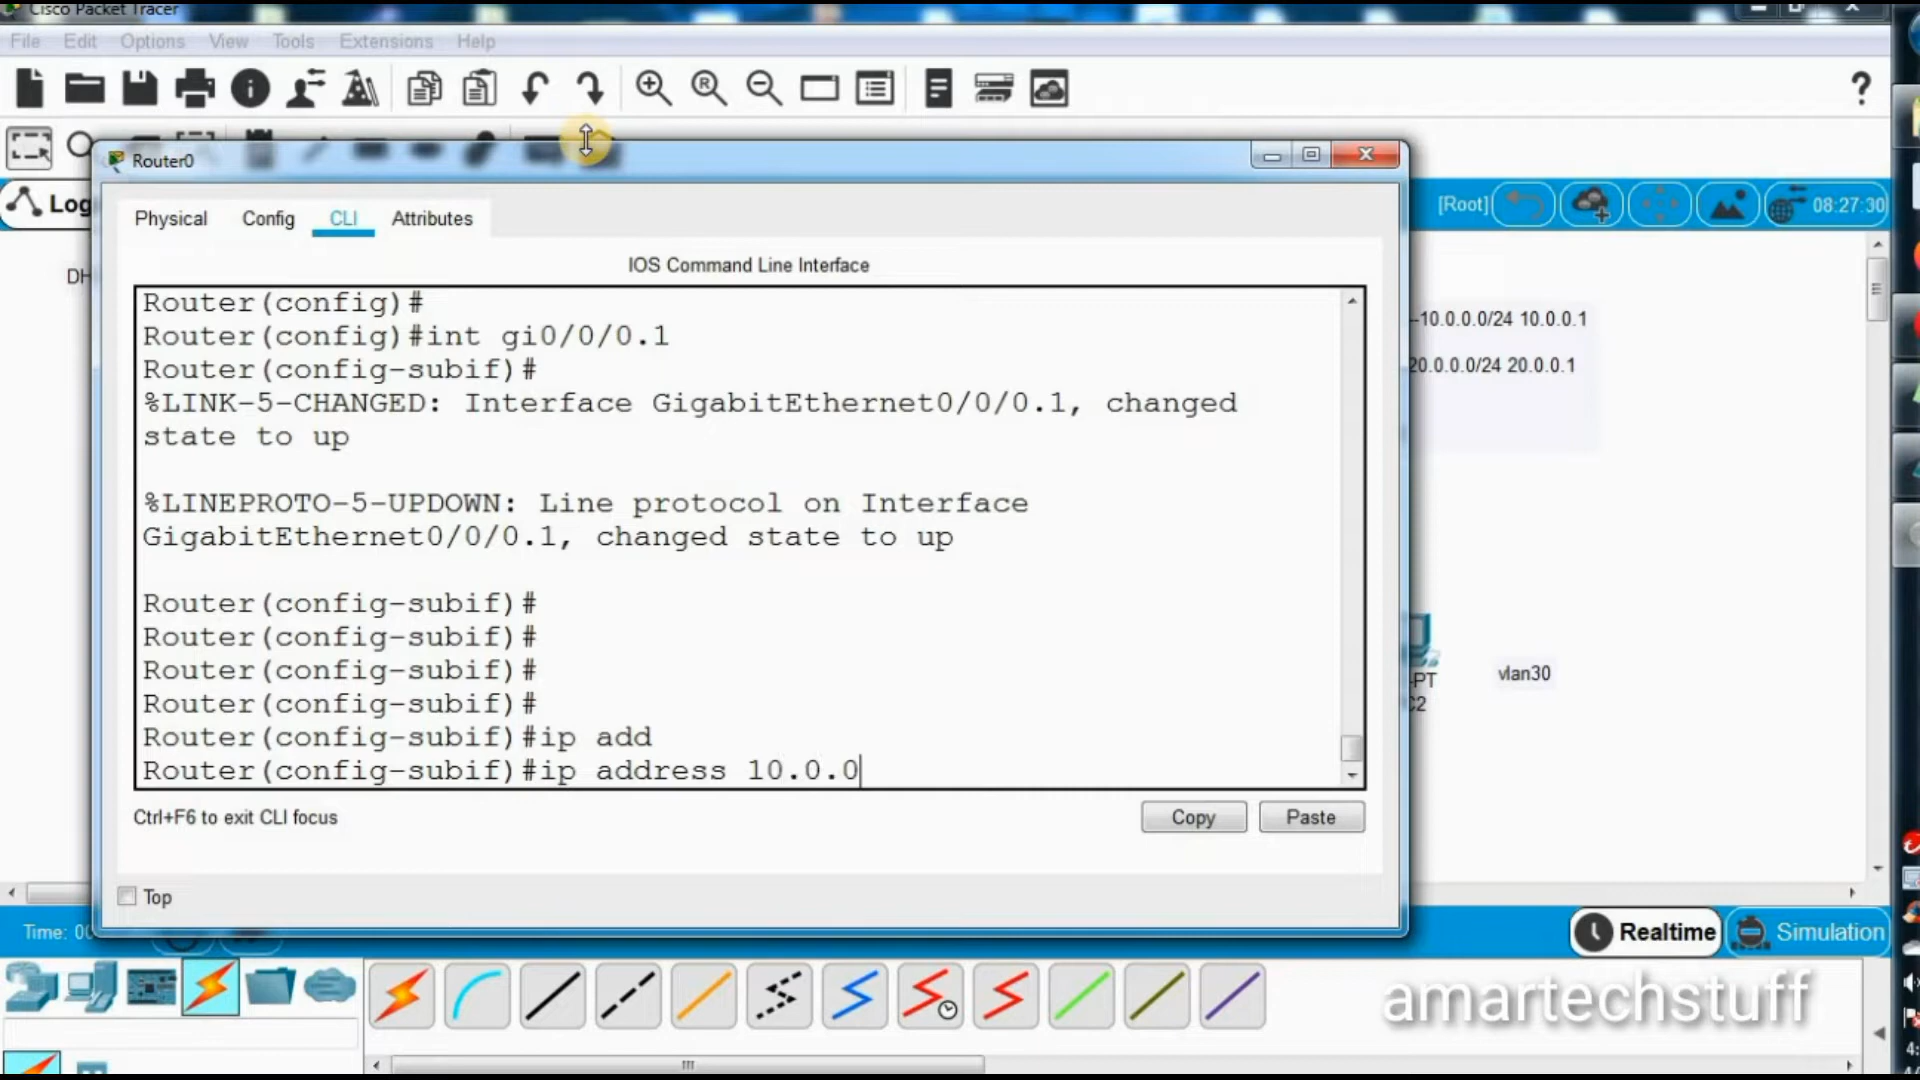 Cisco Packet Tracer
File Edit Options View Tools Extensions Help
?
Router0
Log
[Root]
08:27:30
Physical Config CLI Attributes
IOS Command Line Interface
DH
Router(config)#
Router(config)#int gi0/0/0.1
Router(config-subif)#
%LINK-5-CHANGED: Interface GigabitEthernet0/0/0.1, changed
state to up
%LINEPROTO-5-UPDOWN: Line protocol on Interface
GigabitEthernet0/0/0.1, changed state to up
Router(config-subif)#
Router(config-subif)#
Router(config-subif)#
Router(config-subif)#
Router(config-subif)#ip add
Router(config-subif)#ip address 10.0.0
-10.0.0.0/24 10.0.0.1
20.0.0.0/24 20.0.0.1
vlan30
-PT
C2
Ctrl+F6 to exit CLI focus
Copy Paste
Top
Time: 00
Realtime
Simulation
amartechstuff